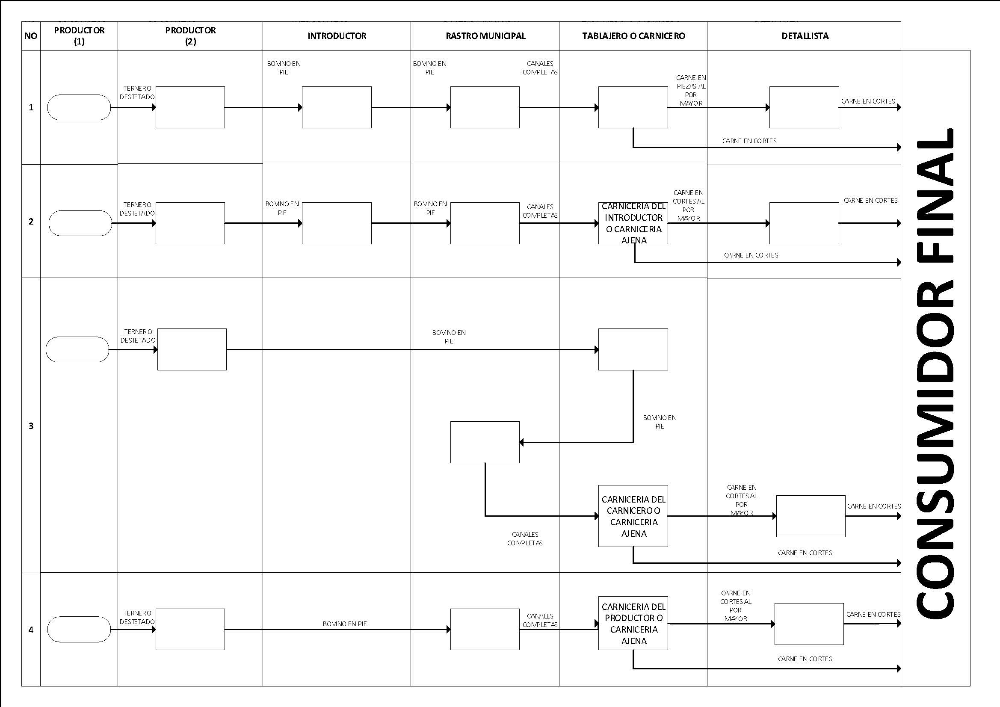 NO
PRODUCTOR
(1)
PRODUCTOR
(2)
INTRODUCTOR
RASTRO MUNICIPAL
TABLAJERO O CARNICERO
DETALLISTA
1
TERNERO
DESTETADO
BOVINO EN
PIE
BOVINO EN
PIE
CANALES
COMPLETAS
CARNE EN
PIEZAS AL
POR
MAYOR
CARNE EN CORTES
CARNE EN CORTES
2
TERNERO
DESTETADO
BOVINO EN
PIE
BOVINO EN
PIE
CANALES
COMPLETAS
CARNICERIA DEL
INTRODUCTOR
O CARNICERIA
AJENA
CARNE EN
CORTES AL
POR
MAYOR
CARNE EN CORTES
CARNE EN CORTES
3
TERNERO
DESTETADO
BOVINO EN
PIE
BOVINO EN
PIE
CANALES
COMPLETAS
CARNICERIA DEL
CARNICERO O
CARNICERIA
AJENA
CARNE EN
CORTES AL
POR
MAYOR
CARNE EN CORTES
CARNE EN CORTES
4
TERNERO
DESTETADO
BOVINO EN PIE
CANALES
COMPLETAS
CARNICERIA DEL
PRODUCTOR O
CARNICERIA
AJENA
CARNE EN
CORTES AL
POR
MAYOR
CARNE EN CORTES
CARNE EN CORTES
CONSUMIDOR FINAL